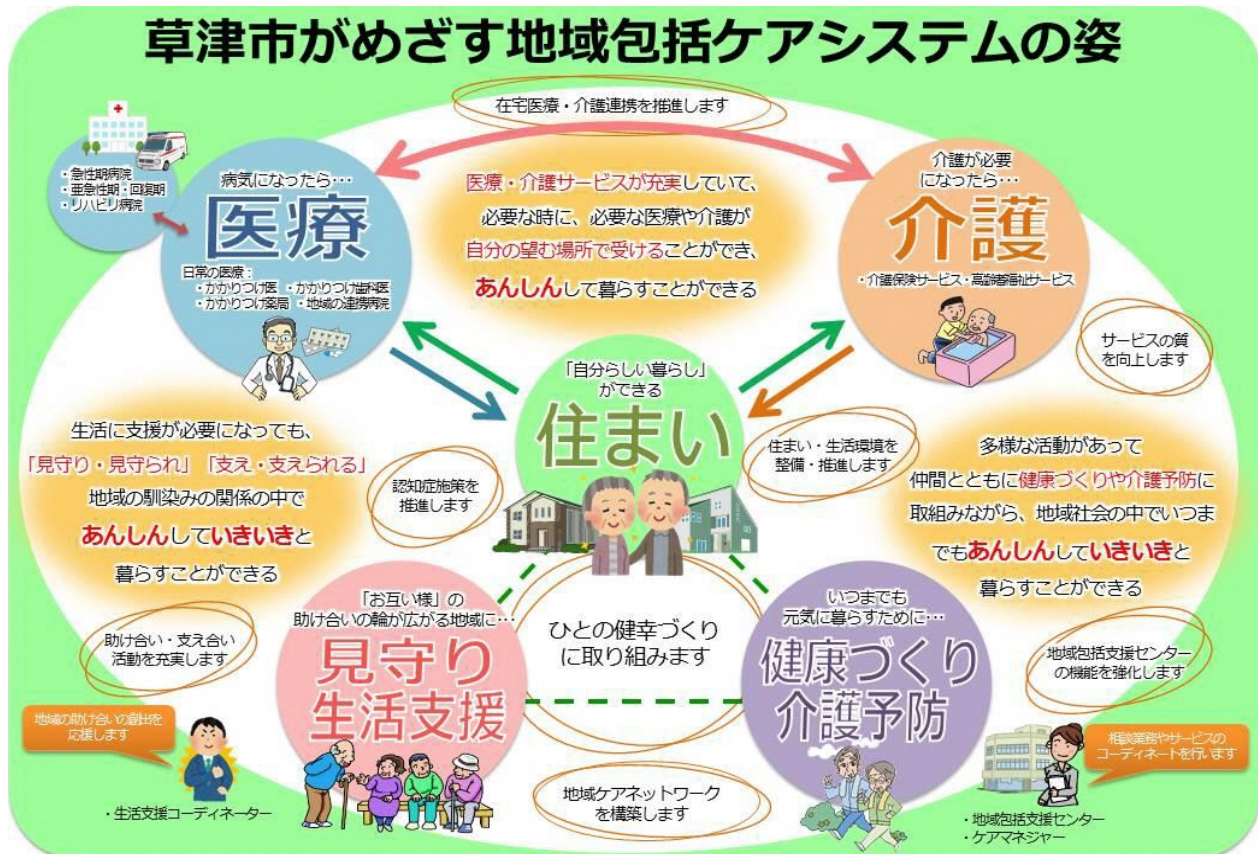 草津市がめざす地域包括ケアシステムの姿
在宅医療・介護連携を推進します
・急性期病院
・亜急性期・回復期
・リハビリ病院
病気になったら…
医療
日常の医療：
・かかりつけ医　・かかりつけ歯科医
・かかりつけ薬局　・地域の連携病院
医療・介護サービスが充実していて、
必要な時に、必要な医療や介護が
自分の望む場所で受けることができ、
あんしんして暮らすことができる
介護が必要
になったら…
介護
・介護保険サービス・高齢者福祉サービス
サービスの質
を向上します
「自分らしい暮らし」
ができる
住まい
生活に支援が必要になっても、
「見守り・見守られ」「支え・支えられる」
地域の馴染みの関係の中で
あんしんしていきいきと
暮らすことができる
認知症施策を
推進します
住まい・生活環境を
整備・推進します
多様な活動があって
仲間とともに健康づくりや介護予防に
取組みながら、地域社会の中でいつま
でもあんしんしていきいきと
暮らすことができる
助け合い・支え合い
活動を充実します
「お互い様」の
助け合いの輪が広がる地域に…
見守り
生活支援
ひとの健幸づくり
に取り組みます
いつまでも
元気に暮らすために…
健康づくり
介護予防
地域包括支援センター
の機能を強化します
地域の助け合いの創出を
応援します
・生活支援コーディネーター
地域ケアネットワーク
を構築します
相談業務やサービスの
コーディネートを行います
・地域包括支援センター
・ケアマネジャー